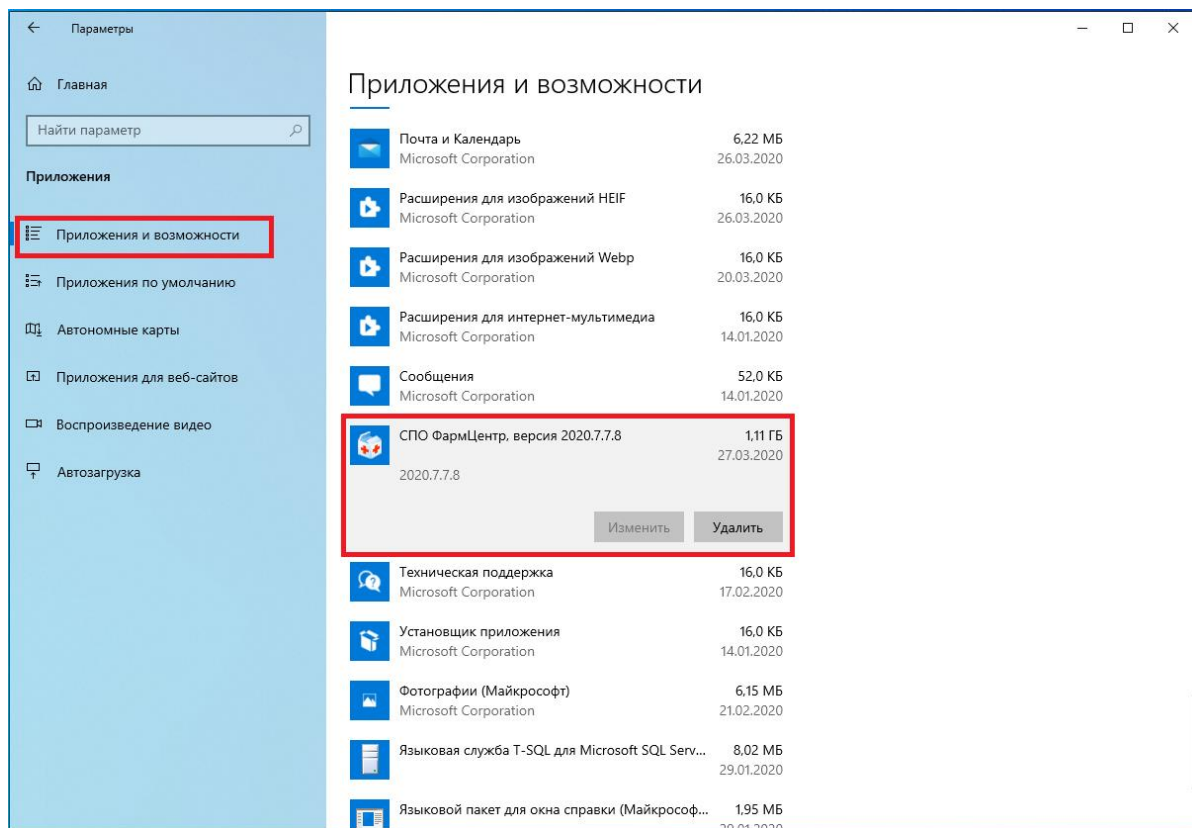 Параметры
Главная
Найти параметр
Приложения
Приложения и возможности
Приложения по умолчанию
Автономные карты
Приложения для веб-сайтов
Воспроизведение видео
Автозагрузка
Приложения и возможности
Почта и Календарь 6,22 МБ
Microsoft Corporation 26.03.2020
Расширения для изображений HEIF 16,0 КБ
Microsoft Corporation 26.03.2020
Расширения для изображений Webp 16,0 КБ
Microsoft Corporation 20.03.2020
Расширения для интернет-мультимедиа 16,0 КБ
Microsoft Corporation 14.01.2020
Сообщения 52,0 КБ
Microsoft Corporation 14.01.2020
СПО ФармЦентр, версия 2020.7.7.8 1,11 ГБ
27.03.2020
2020.7.7.8
Изменить Удалить
Техническая поддержка 16,0 КБ
Microsoft Corporation 17.02.2020
Установщик приложения 16,0 КБ
Microsoft Corporation 14.01.2020
Фотографии (Майкрософт) 6,15 МБ
Microsoft Corporation 21.02.2020
Языковая служба T-SQL для Microsoft SQL Serv... 8,02 МБ
29.01.2020
Языковой пакет для окна справки (Майкрософ... 1,95 МБ